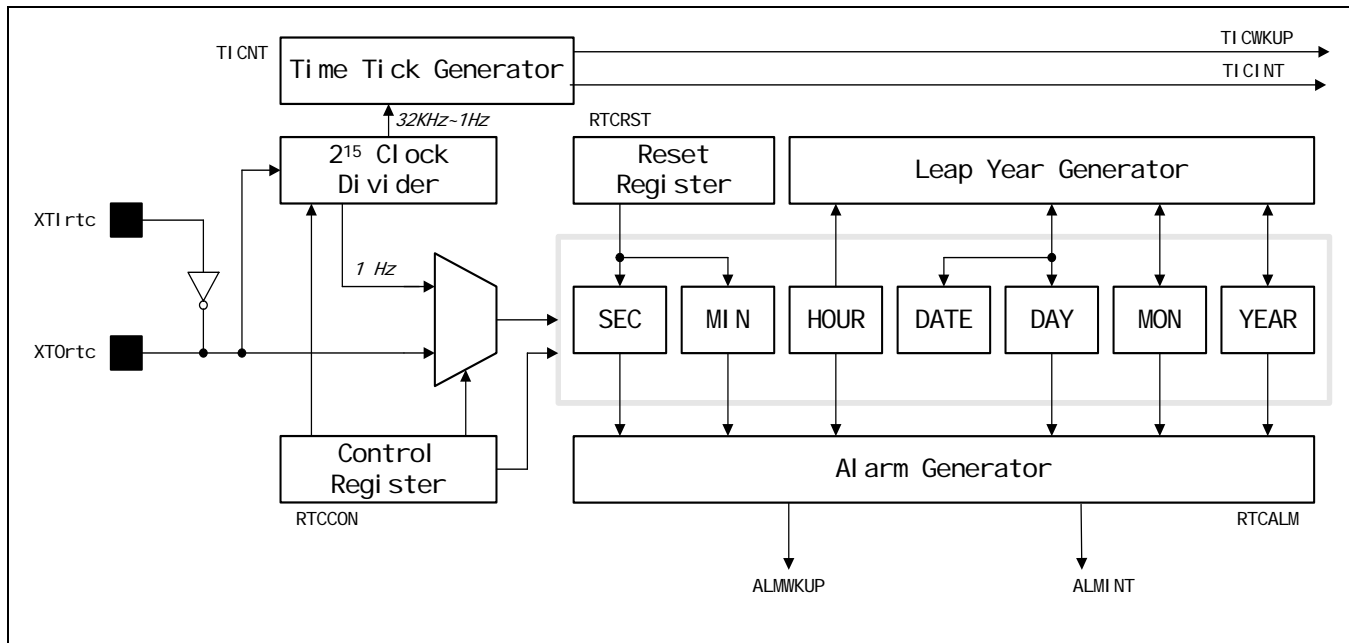 TICNT
Time Tick Generator
TICWKUP
TICINT
32KHz~1Hz
2¹⁵ Clock
Divider
RTCRST
Reset
Register
Leap Year Generator
XTIrtc
1 Hz
SEC
MIN
HOUR
DATE
DAY
MON
YEAR
XTOrtc
Control
Register
RTCCON
Alarm Generator
RTCALM
ALMWKUP
ALMINT